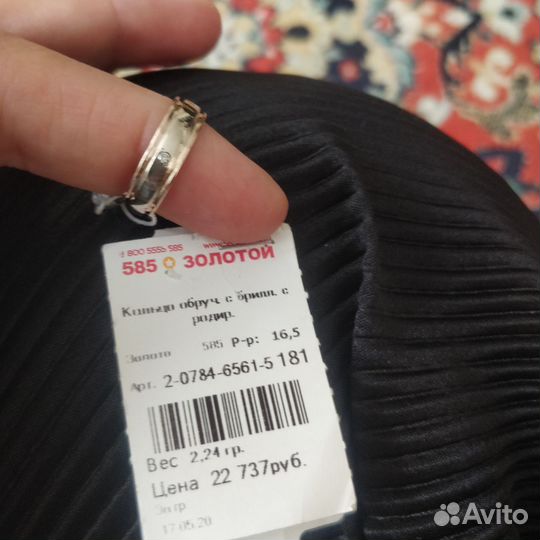 8 800 5555 585
585 ЗОЛОТОЙ
Кольцо обруч. с брилл. с
родир.
Золото 585 Р-р: 16,5
Арт. 2-0784-6561-5 181
Вес 2,24 гр.
Цена 22 737руб.
17.05.20
Avito